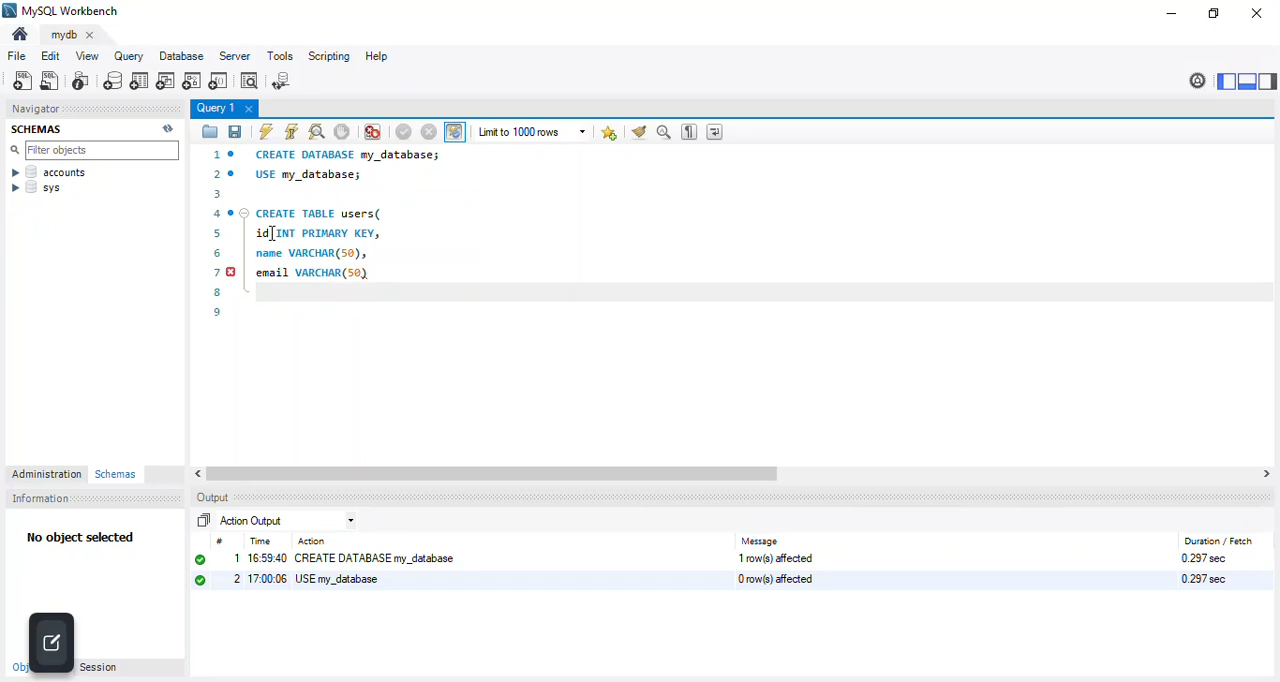 MySQL Workbench
mydb
File Edit View Query Database Server Tools Scripting Help
Navigator
Query 1
SCHEMAS
Limit to 1000 rows
Filter objects
accounts
sys
1 CREATE DATABASE my_database;
2 USE my_database;
3
4 CREATE TABLE users(
5 id INT PRIMARY KEY,
6 name VARCHAR(50),
7 email VARCHAR(50)
8
9
Administration Schemas
Information
No object selected
Session
Output
Action Output
# Time Action Message Duration / Fetch
1 16:59:40 CREATE DATABASE my_database 1 row(s) affected 0.297 sec
2 17:00:06 USE my_database 0 row(s) affected 0.297 sec